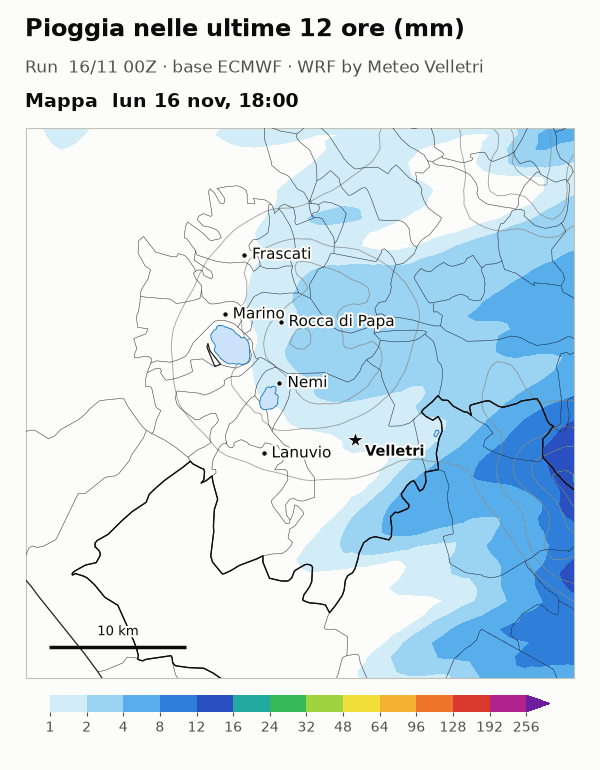 Pioggia nelle ultime 12 ore (mm)
Run 16/11 00Z · base ECMWF · WRF by Meteo Velletri
Mappa lun 16 nov, 18:00
Frascati
Marino
Rocca di Papa
Nemi
Velletri
Lanuvio
10 km
1 2 4 8 12 16 24 32 48 64 96 128 192 256